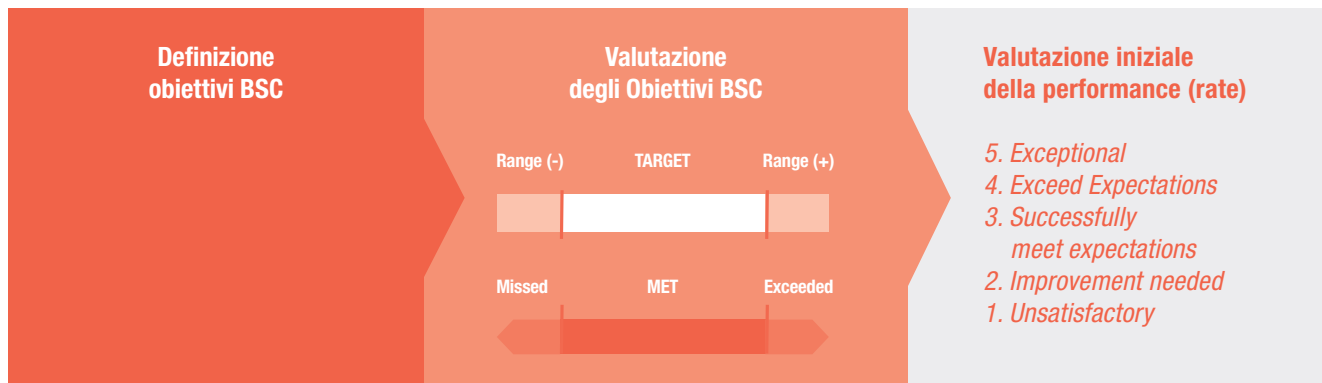 Definizione
obiettivi BSC
Valutazione
degli Obiettivi BSC
Range (-) TARGET Range (+)
Missed MET Exceeded
Valutazione iniziale
della performance (rate)
5. Exceptional
4. Exceed Expectations
3. Successfully
meet expectations
2. Improvement needed
1. Unsatisfactory